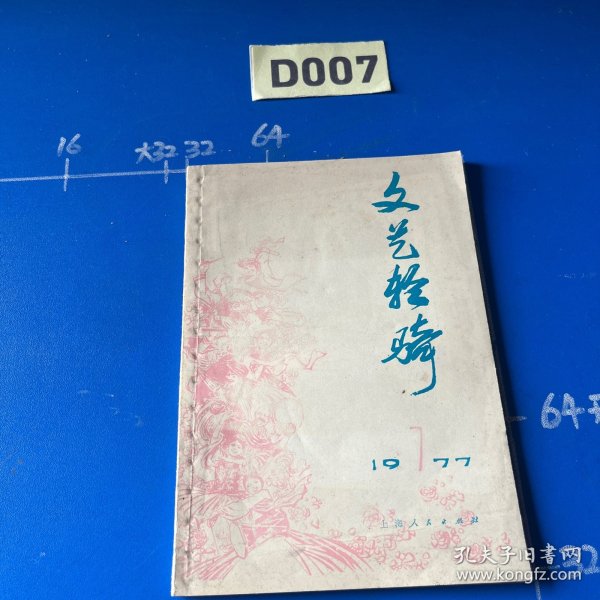 D007
16
大32
32
64
文艺轻骑
1977
7
上海人民出版社
64开
32
孔夫子旧书网
www.kongfz.com